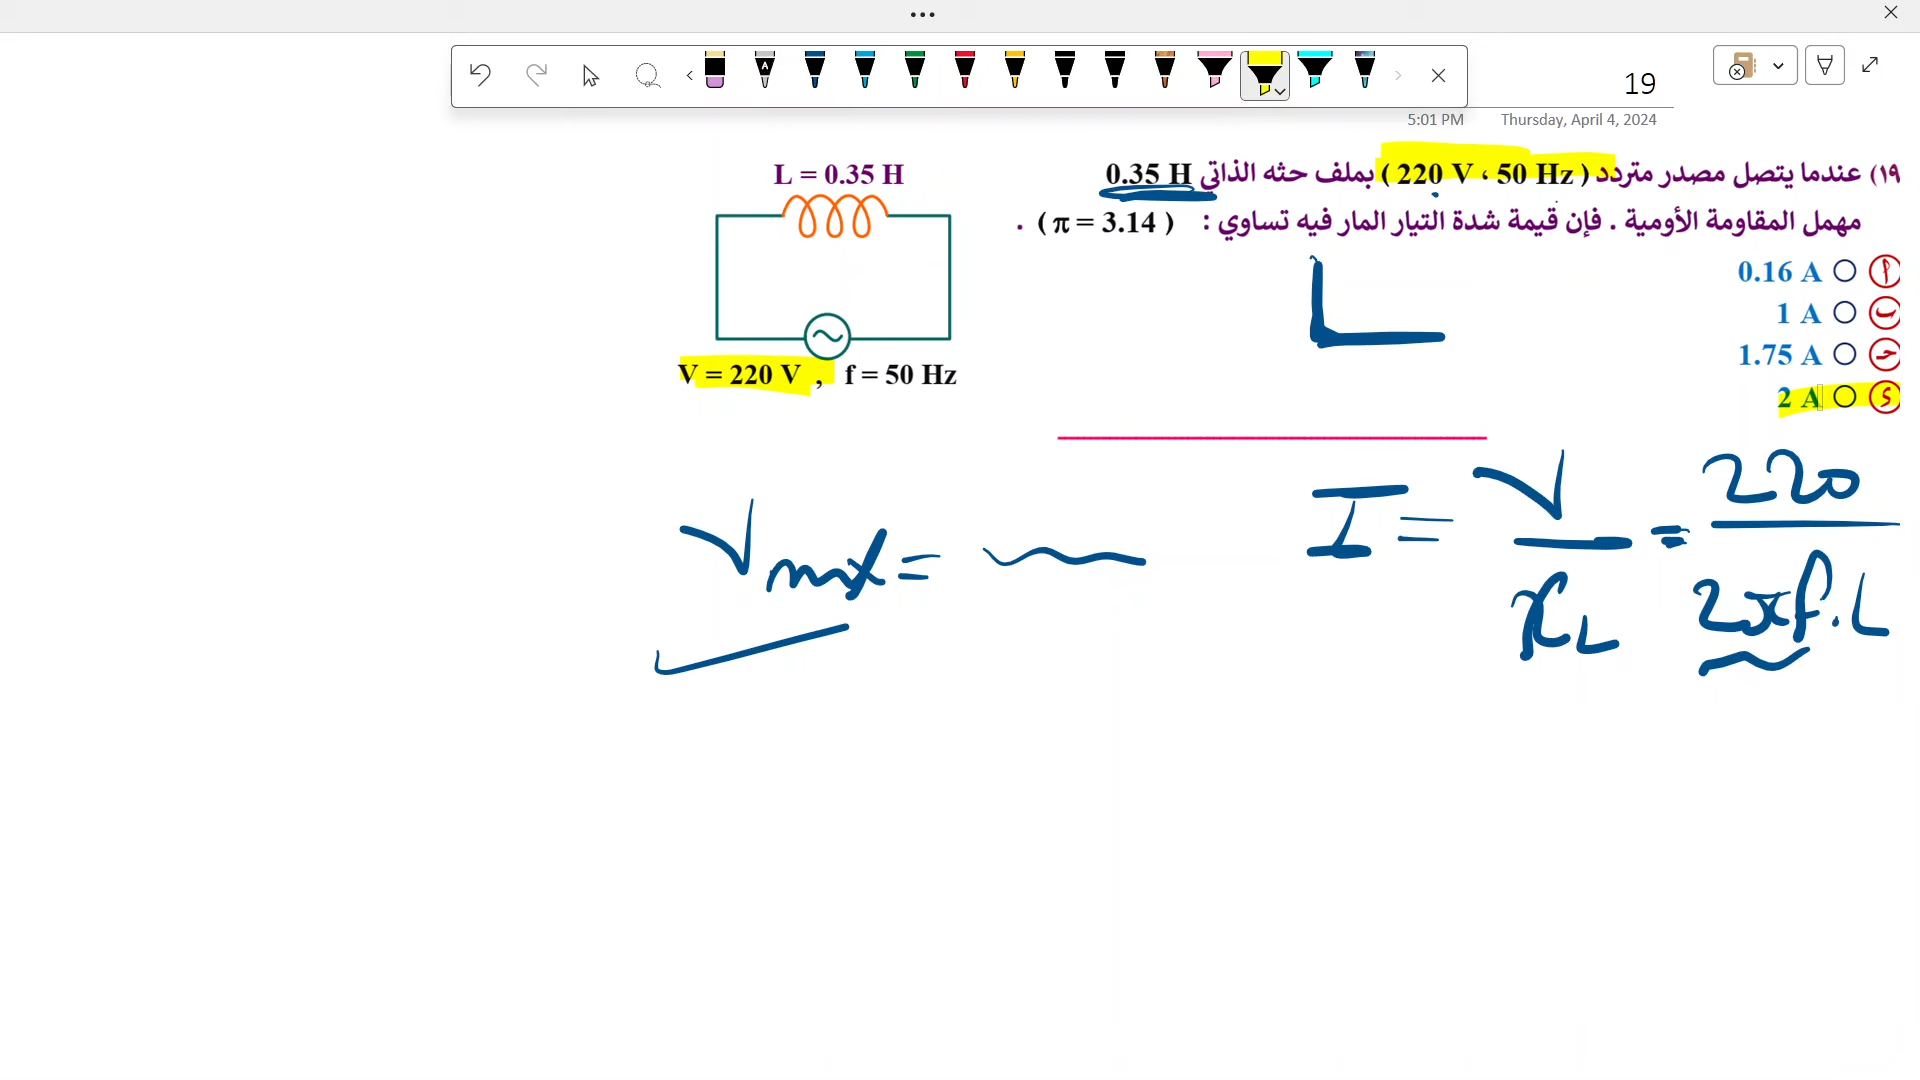 19
5:01 PM Thursday, April 4, 2024
١٩) عندما يتصل مصدر متردد ( 220 V ، 50 Hz ) بملف حثه الذاتي 0.35 H
مهمل المقاومة الأومية . فإن قيمة شدة التيار المار فيه تساوي : ( π = 3.14 ) .
أ 0.16 A
ب 1 A
جـ 1.75 A
د 2 A
L = 0.35 H
V = 220 V , f = 50 Hz
L
I = V / XL = 220 / 2πf.L
Vmax =